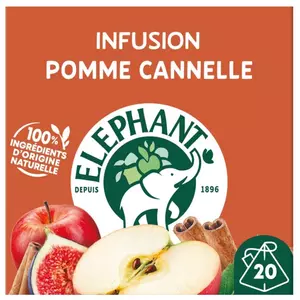 INFUSION
POMME CANNELLE
100%
INGRÉDIENTS
D'ORIGINE
NATURELLE
ELEPHANT
DEPUIS 1896
20